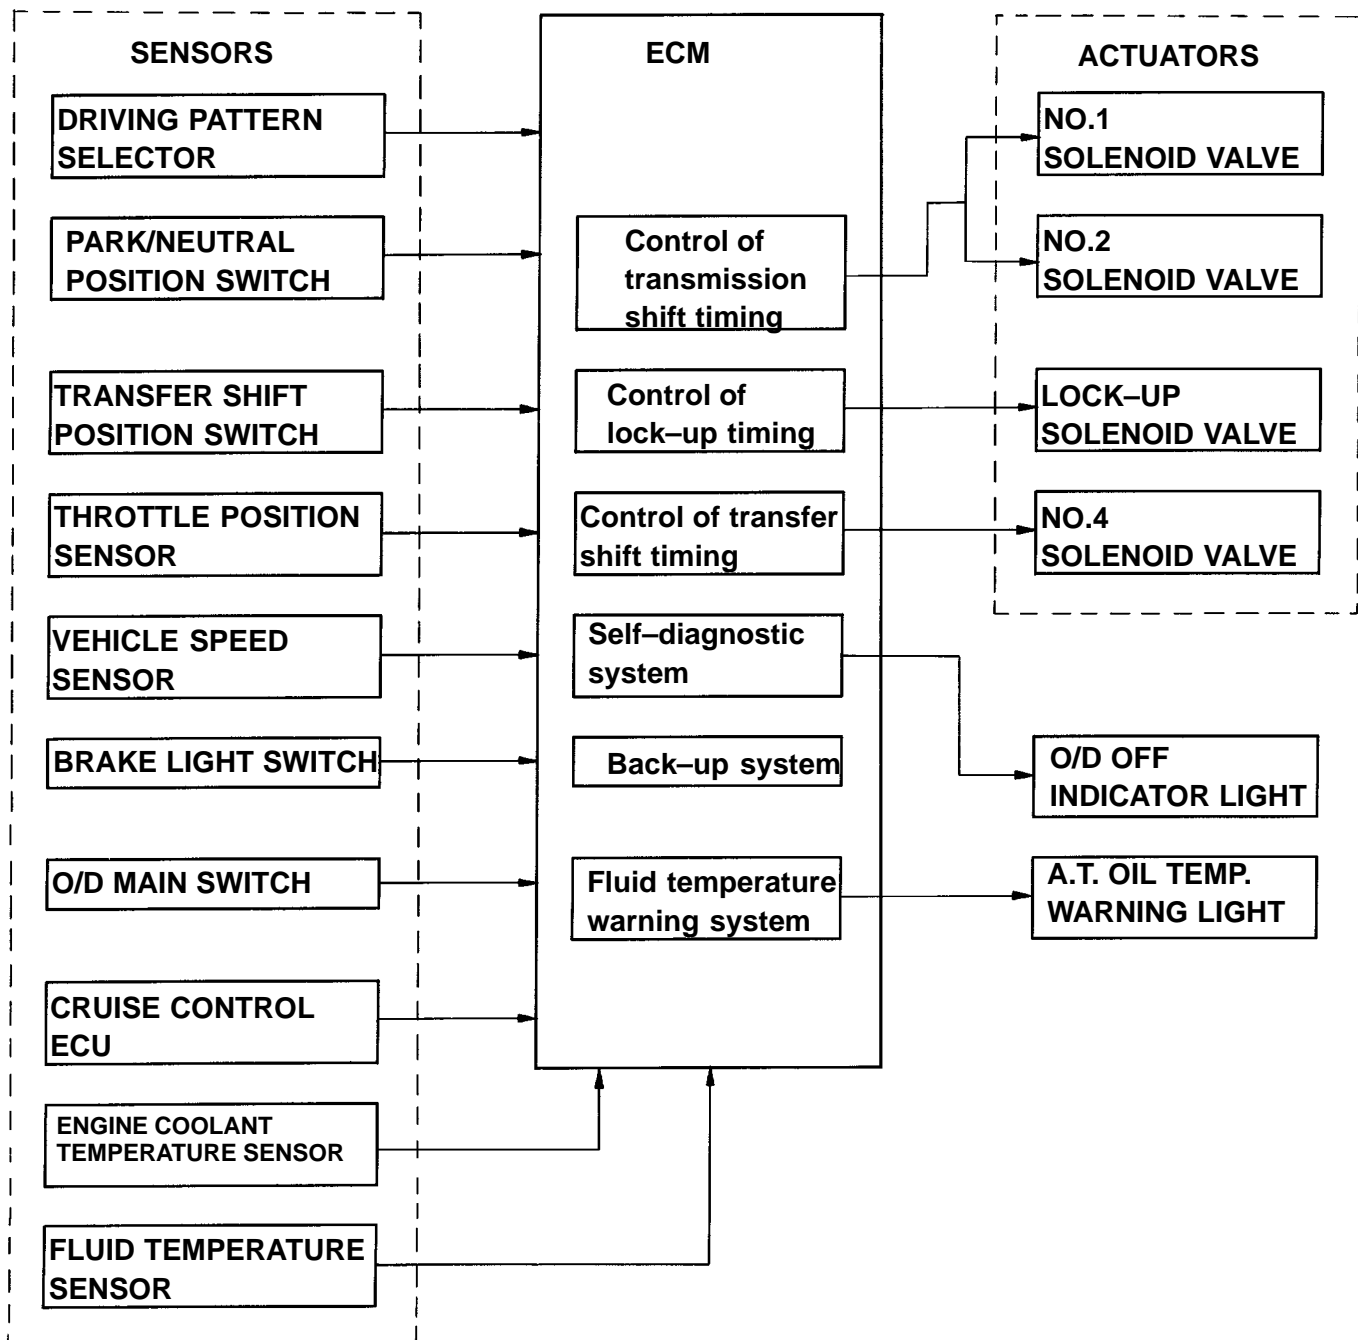 SENSORS
DRIVING PATTERN
SELECTOR
PARK/NEUTRAL
POSITION SWITCH
TRANSFER SHIFT
POSITION SWITCH
THROTTLE POSITION
SENSOR
VEHICLE SPEED
SENSOR
BRAKE LIGHT SWITCH
O/D MAIN SWITCH
CRUISE CONTROL
ECU
ENGINE COOLANT
TEMPERATURE SENSOR
FLUID TEMPERATURE
SENSOR
ECM
Control of
transmission
shift timing
Control of
lock–up timing
Control of transfer
shift timing
Self–diagnostic
system
Back–up system
Fluid temperature
warning system
ACTUATORS
NO.1
SOLENOID VALVE
NO.2
SOLENOID VALVE
LOCK–UP
SOLENOID VALVE
NO.4
SOLENOID VALVE
O/D OFF
INDICATOR LIGHT
A.T. OIL TEMP.
WARNING LIGHT